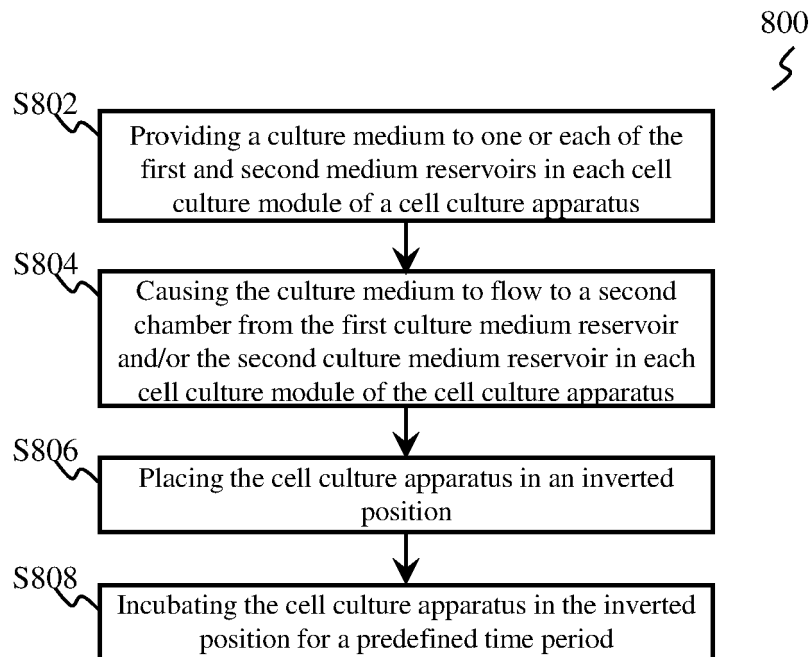 800
S802
Providing a culture medium to one or each of the
first and second medium reservoirs in each cell
culture module of a cell culture apparatus
S804
Causing the culture medium to flow to a second
chamber from the first culture medium reservoir
and/or the second culture medium reservoir in each
cell culture module of the cell culture apparatus
S806
Placing the cell culture apparatus in an inverted
position
S808
Incubating the cell culture apparatus in the inverted
position for a predefined time period